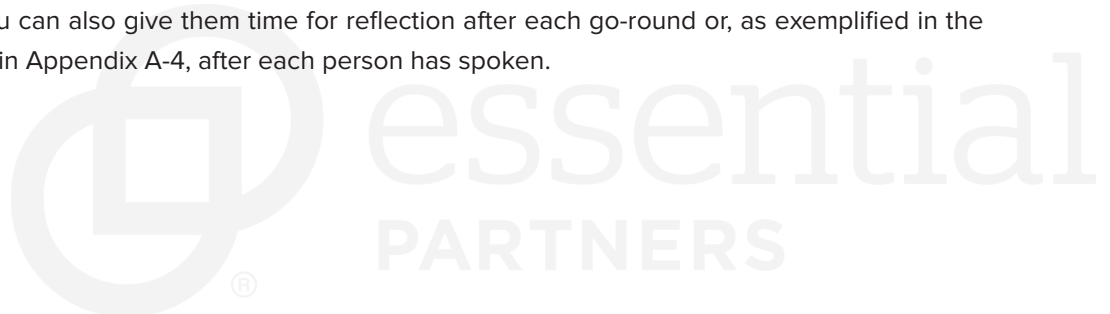 u can also give them time for reflection after each go-round or, as exemplified in the
in Appendix A-4, after each person has spoken.
essential
PARTNERS
®